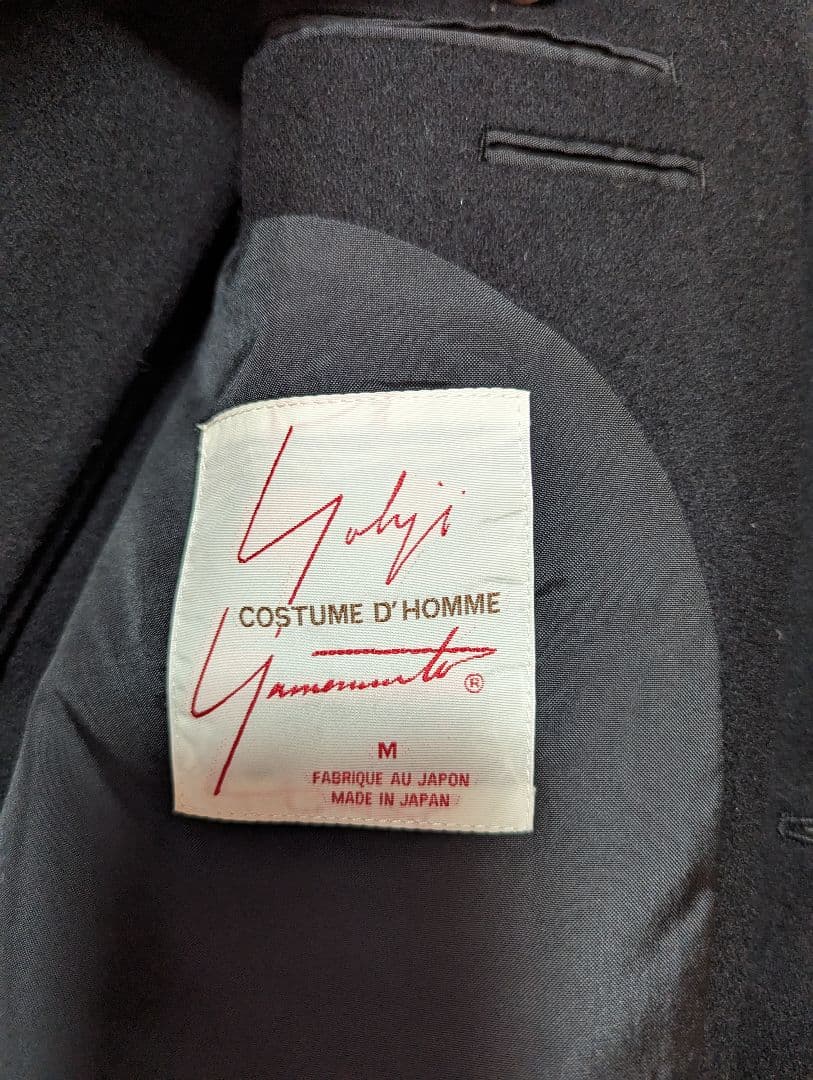 Yohji
COSTUME D'HOMME
Yamamoto ®
M
FABRIQUE AU JAPON
MADE IN JAPAN